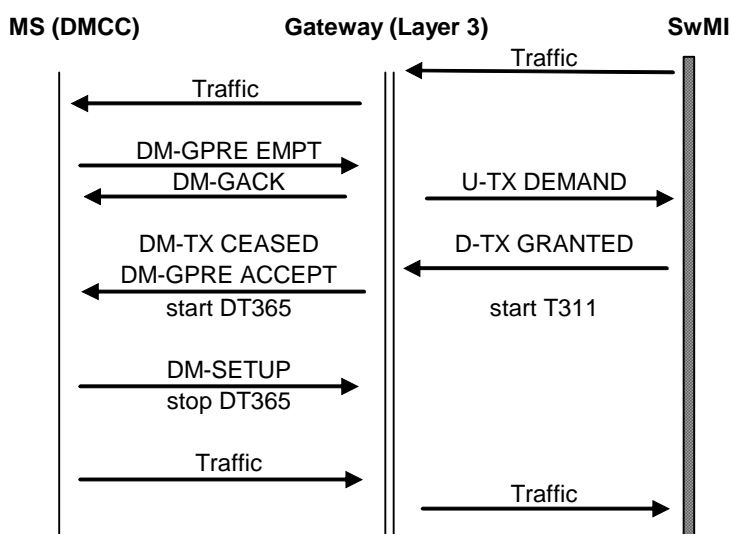 MS (DMCC) Gateway (Layer 3) SwMI
Traffic
Traffic
DM-GPRE EMPT
DM-GACK U-TX DEMAND
DM-TX CEASED D-TX GRANTED
DM-GPRE ACCEPT
start DT365 start T311
DM-SETUP
stop DT365
Traffic
Traffic